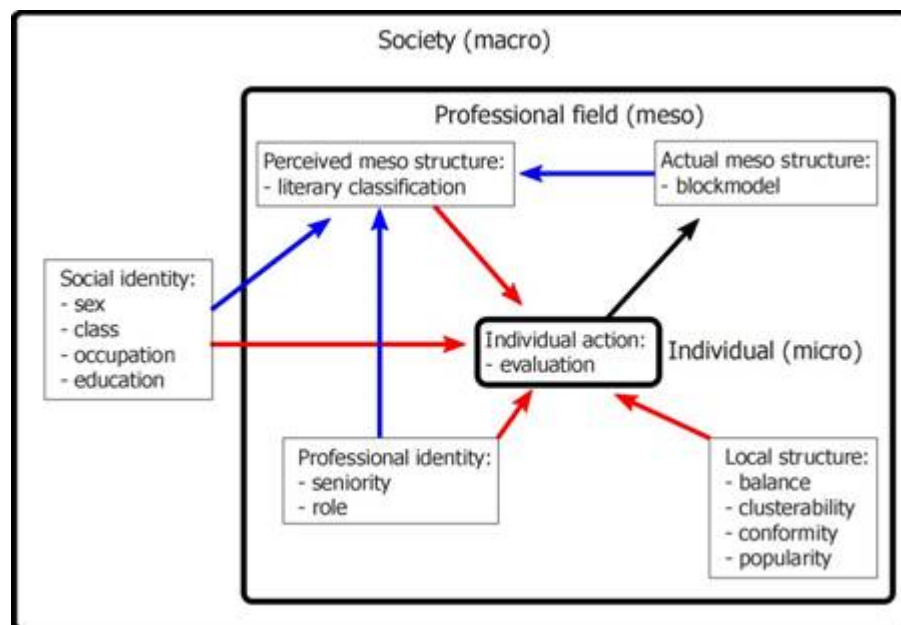 Society (macro)
Professional field (meso)
Perceived meso structure:
- literary classification
Actual meso structure:
- blockmodel
Social identity:
- sex
- class
- occupation
- education
Individual action:
- evaluation
Individual (micro)
Professional identity:
- seniority
- role
Local structure:
- balance
- clusterability
- conformity
- popularity